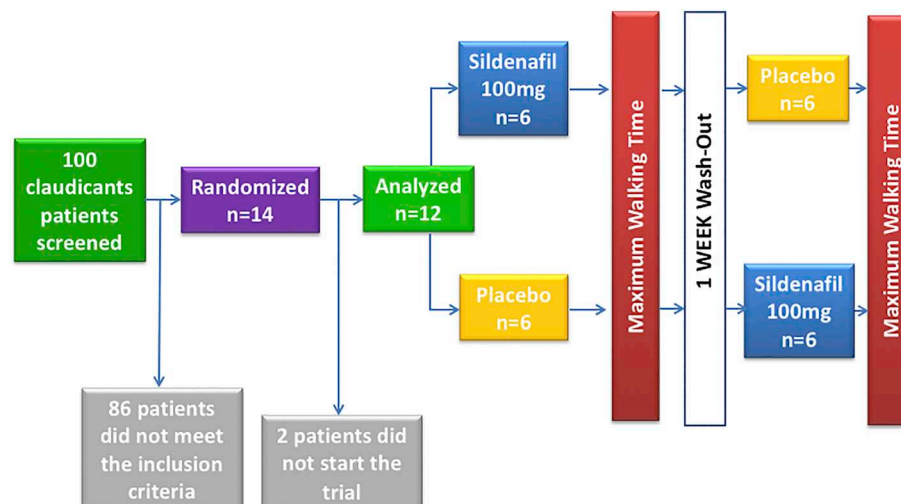 100
claudicants
patients
screened
Randomized
n=14
Analyzed
n=12
86 patients
did not meet
the inclusion
criteria
2 patients did
not start the
trial
Sildenafil
100mg
n=6
Placebo
n=6
Maximum Walking Time
1 WEEK Wash-Out
Placebo
n=6
Sildenafil
100mg
n=6
Maximum Walking Time